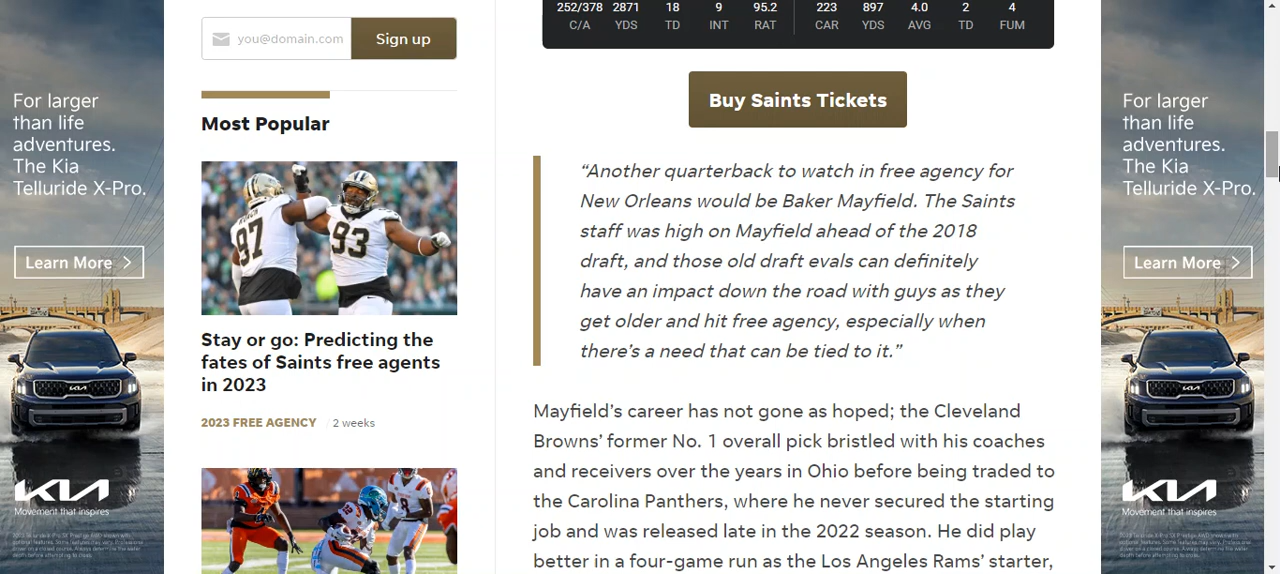 For larger
than life
adventures.
The Kia
Telluride X-Pro.
Learn More >
KIA
Movement that inspires
you@domain.com
Sign up
Most Popular
97
93
Stay or go: Predicting the
fates of Saints free agents
in 2023
2023 FREE AGENCY / 2 weeks
252/378 2871 18 9 95.2 223 897 4.0 2 4
C/A YDS TD INT RAT CAR YDS AVG TD FUM
Buy Saints Tickets
“Another quarterback to watch in free agency for
New Orleans would be Baker Mayfield. The Saints
staff was high on Mayfield ahead of the 2018
draft, and those old draft evals can definitely
have an impact down the road with guys as they
get older and hit free agency, especially when
there’s a need that can be tied to it.”
Mayfield’s career has not gone as hoped; the Cleveland
Browns’ former No. 1 overall pick bristled with his coaches
and receivers over the years in Ohio before being traded to
the Carolina Panthers, where he never secured the starting
job and was released late in the 2022 season. He did play
better in a four-game run as the Los Angeles Rams’ starter,
For larger
than life
adventures.
The Kia
Telluride X-Pro.
Learn More >
KIA
Movement that inspires